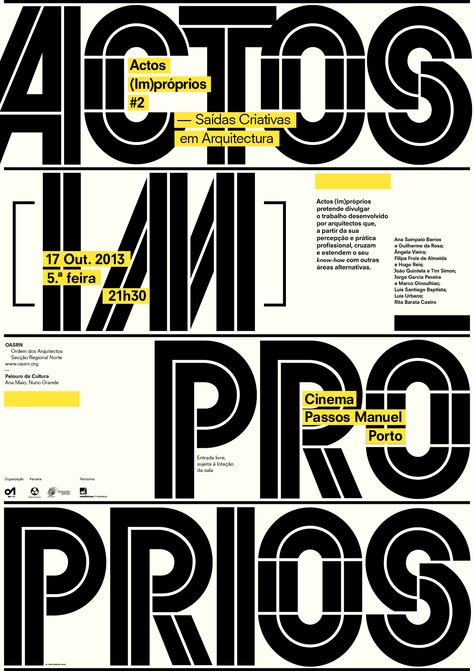 ACTOS
Actos
(Im)próprios
#2
— Saídas Criativas
em Arquitectura
[IM]
17 Out. 2013
5.ª feira
21h30
Actos (Im)próprios
pretende divulgar
o trabalho desenvolvido
por arquitectos que,
a partir da sua
percepção e prática
profissional, cruzam
e estendem o seu
know-how com outras
áreas alternativas.
Ana Sampaio Barros
e Guilherme da Rosa;
Ângela Vieira;
Filipa Frois de Almeida
e Hugo Reis;
João Quintela e Tim Simon;
Jorge Garcia Pereira
e Marco Ginoulhiac;
Luís Santiago Baptista;
Luis Urbano;
Rita Barata Castro
OASRN
Ordem dos Arquitectos
Secção Regional Norte
www.oasrn.org
—
Pelouro da Cultura
Ana Maio, Nuno Grande
PRO
Cinema
Passos Manuel
Porto
Entrada livre,
sujeita à lotação
da sala
Organização Parceria Patrocínio
PRIOS